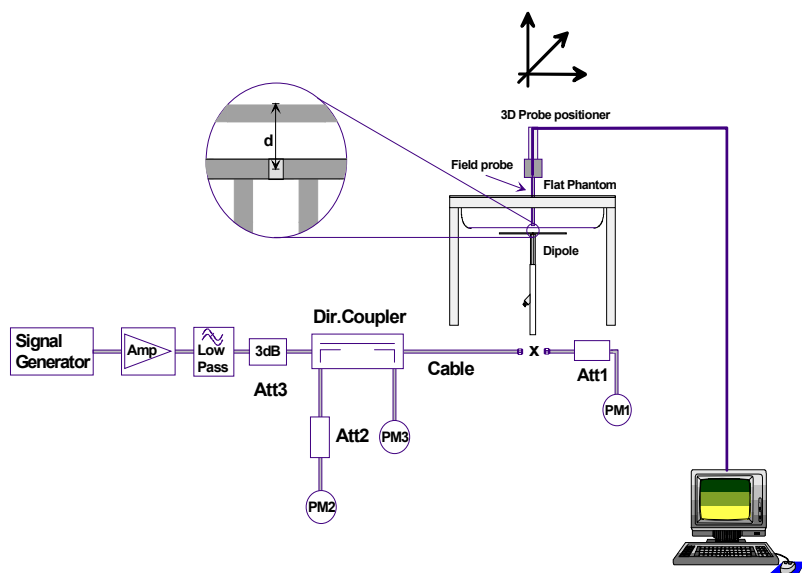 3D Probe positioner
d
Field probe
Flat Phantom
Dipole
Dir.Coupler
Signal
Generator
Amp
Low
Pass
3dB
Cable
x
Att3
Att1
PM1
Att2
PM3
PM2